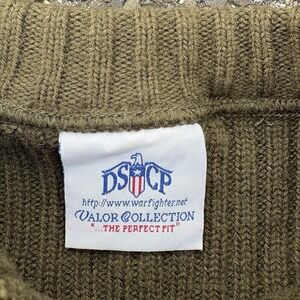 DSCP
http://www.warfighter.net
VALOR COLLECTION
"...THE PERFECT FIT"